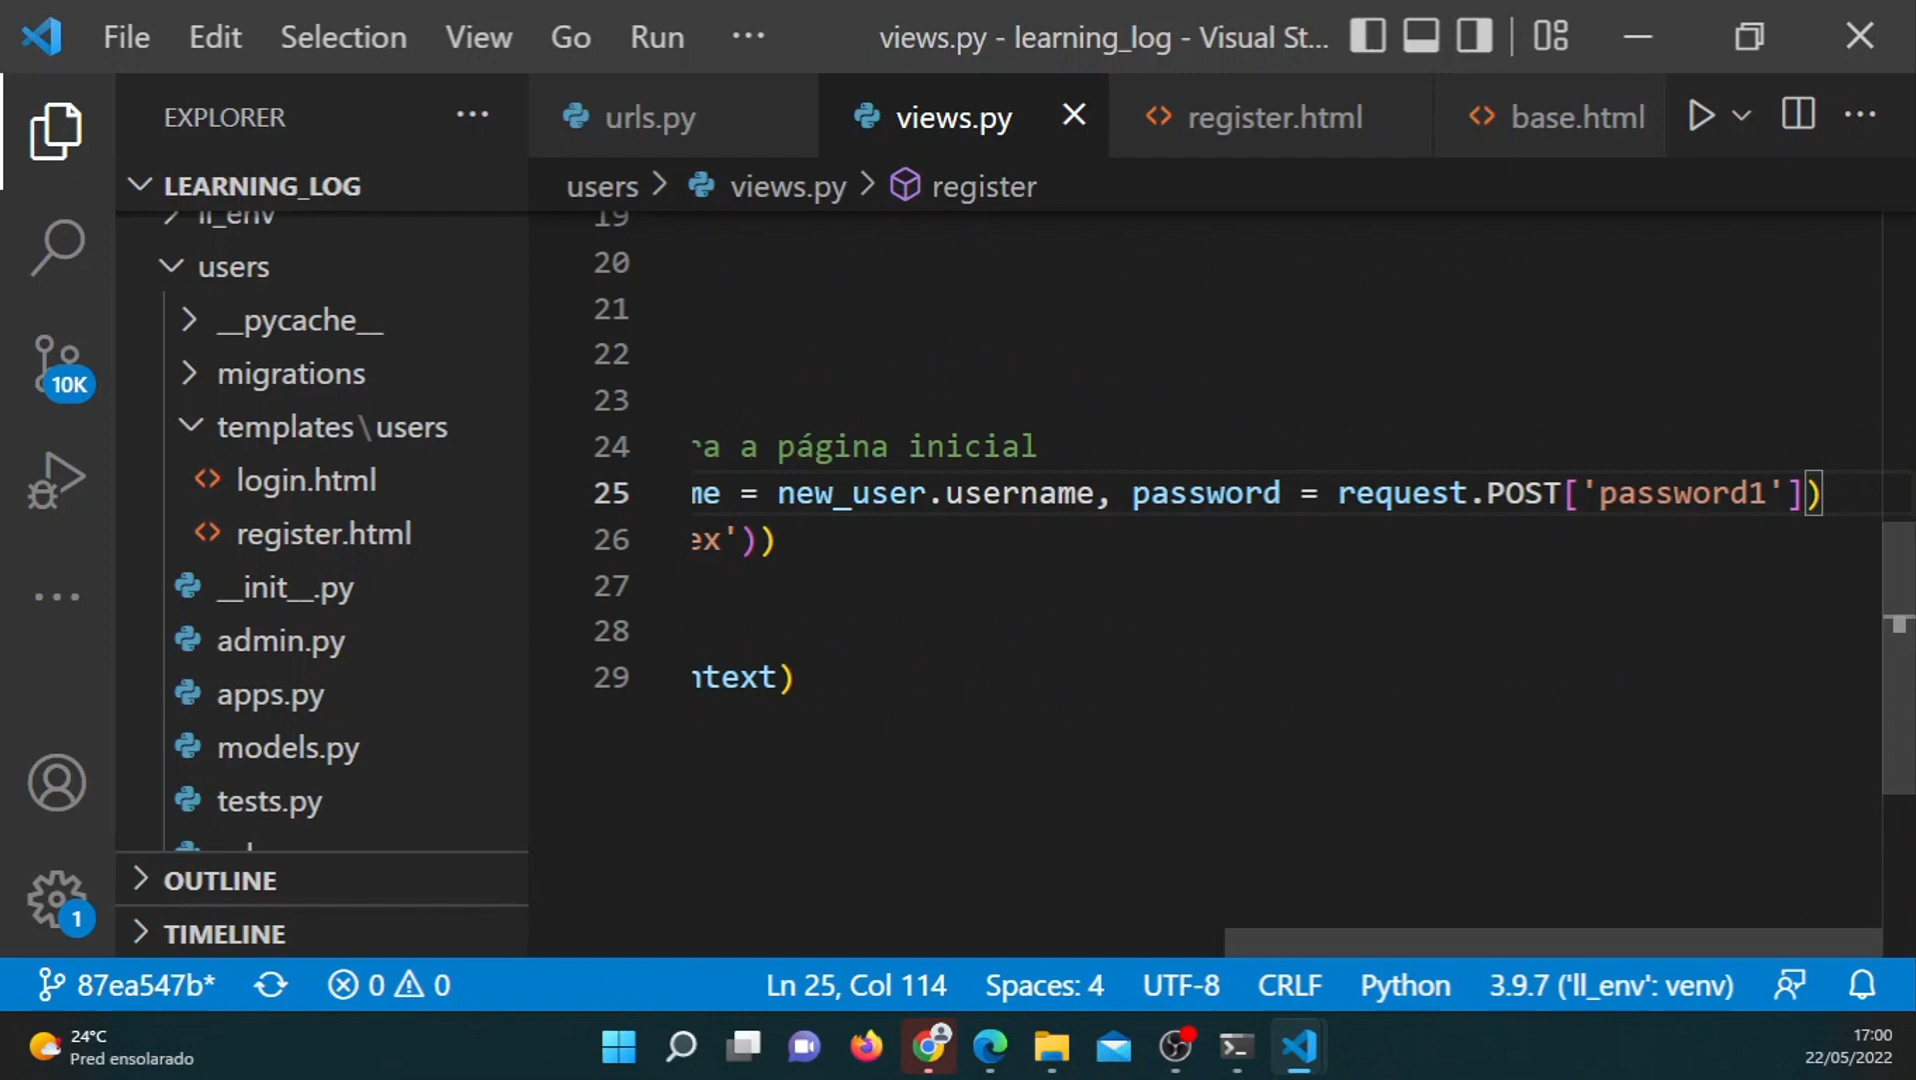 File Edit Selection View Go Run ··· views.py - learning_log - Visual St...
EXPLORER ···
urls.py
views.py
register.html
base.html
LEARNING_LOG
users > views.py > register
ll_env
users
__pycache__
migrations
templates\users
login.html
register.html
__init__.py
admin.py
apps.py
models.py
tests.py
OUTLINE
TIMELINE
10K
1
19
20
21
22
23
24 ra a página inicial
25 me = new_user.username, password = request.POST['password1'])
26 ex'))
27
28
29 ntext)
87ea547b* 0 0 Ln 25, Col 114 Spaces: 4 UTF-8 CRLF Python 3.9.7 ('ll_env': venv)
24°C
Pred ensolarado
17:00
22/05/2022